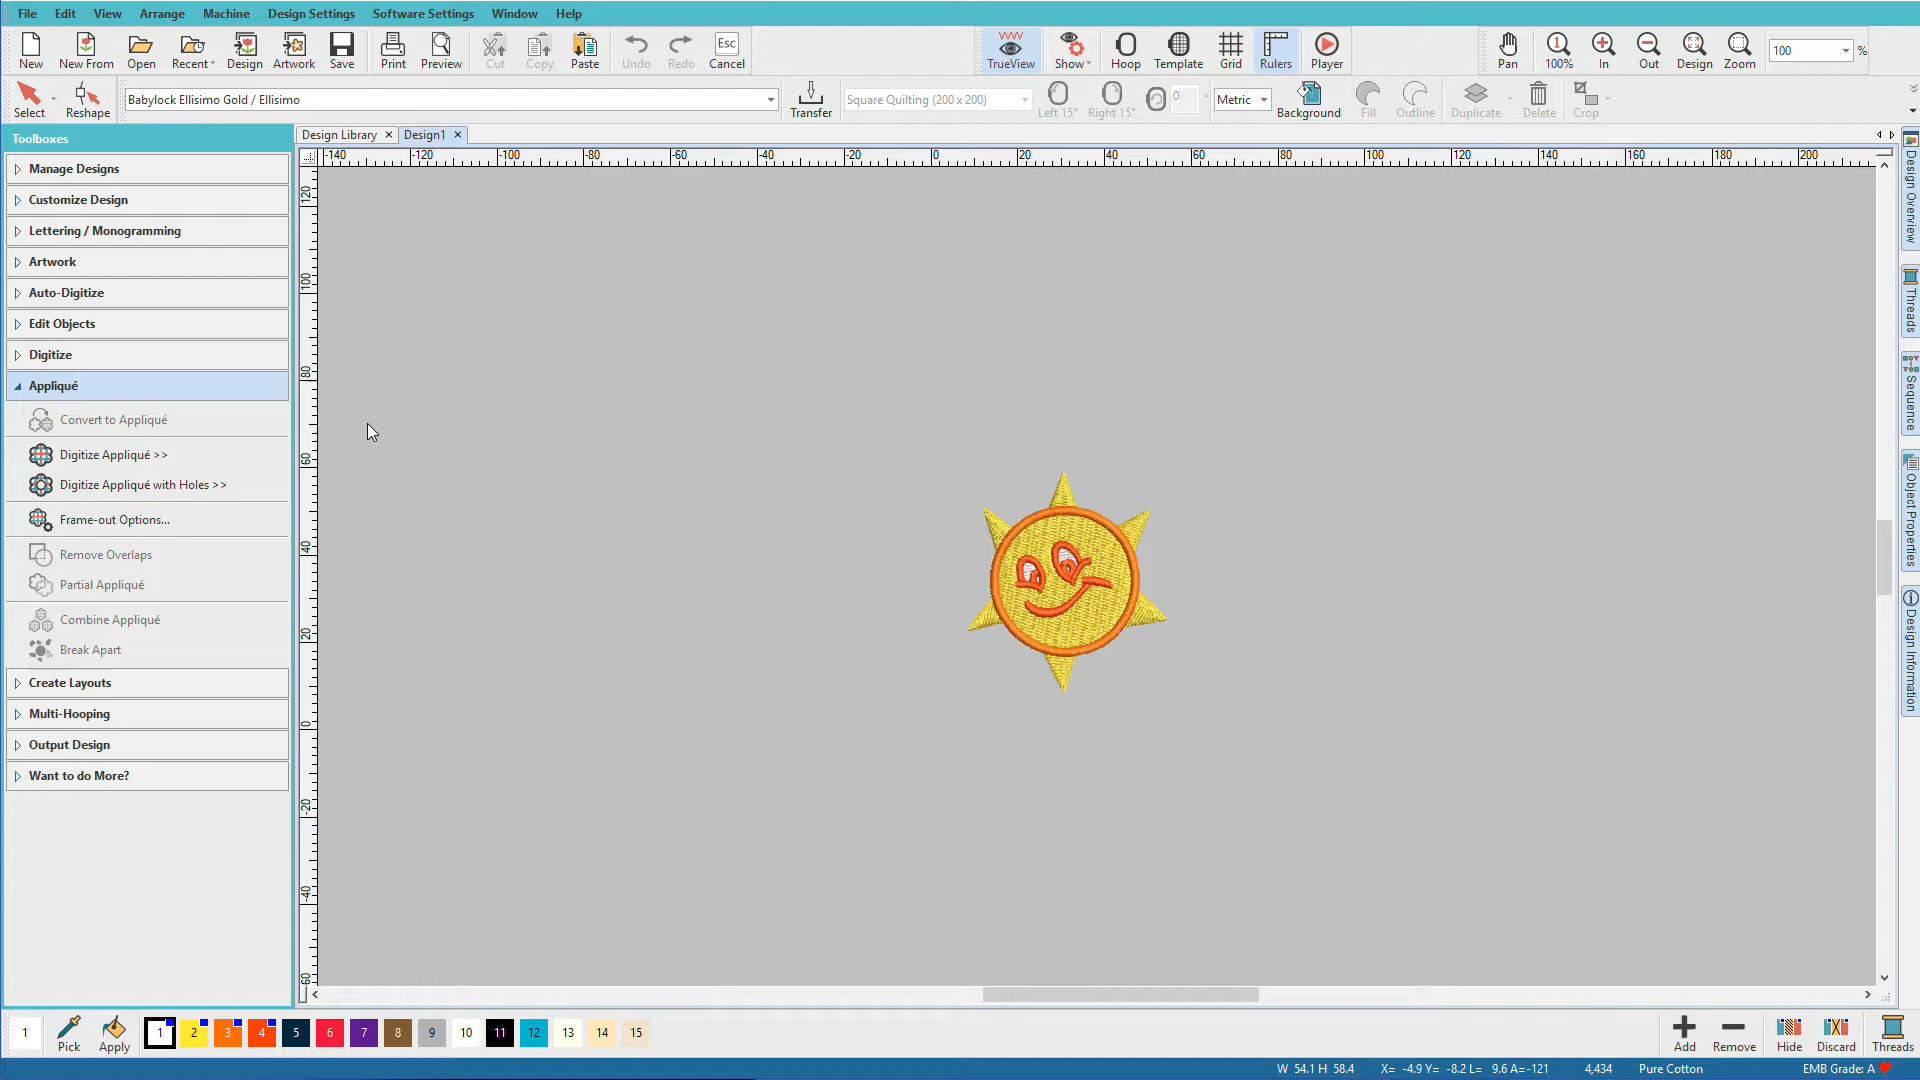 File Edit View Arrange Machine Design Settings Software Settings Window Help
New New From Open Recent Design Artwork Save Print Preview Cut Copy Paste Undo Redo Esc Cancel TrueView Show Hoop Template Grid Rulers Player Pan 1 100% In Out Design Zoom 100 %
Select Reshape Babylock Ellisimo Gold / Ellisimo Transfer Square Quilting (200 x 200) Left 15° Right 15° 0 ° Metric Background Fill Outline Duplicate Delete Crop
Toolboxes
Design Library Design1
-140 -120 -100 -80 -60 -40 -20 0 20 40 60 80 100 120 140 160 180 200
120
100
80
60
40
20
0
-20
-40
60
Manage Designs
Customize Design
Lettering / Monogramming
Artwork
Auto-Digitize
Edit Objects
Digitize
Appliqué
Convert to Appliqué
Digitize Appliqué >>
Digitize Appliqué with Holes >>
Frame-out Options...
Remove Overlaps
Partial Appliqué
Combine Appliqué
Break Apart
Create Layouts
Multi-Hooping
Output Design
Want to do More?
Design Overview
Threads
Sequence
Object Properties
Design Information
1 Pick Apply 1 2 3 4 5 6 7 8 9 10 11 12 13 14 15 Add Remove Hide Discard Threads
W 54.1 H 58.4 X= -4.9 Y= -8.2 L= 9.6 A=-121 4,434 Pure Cotton EMB Grade: A